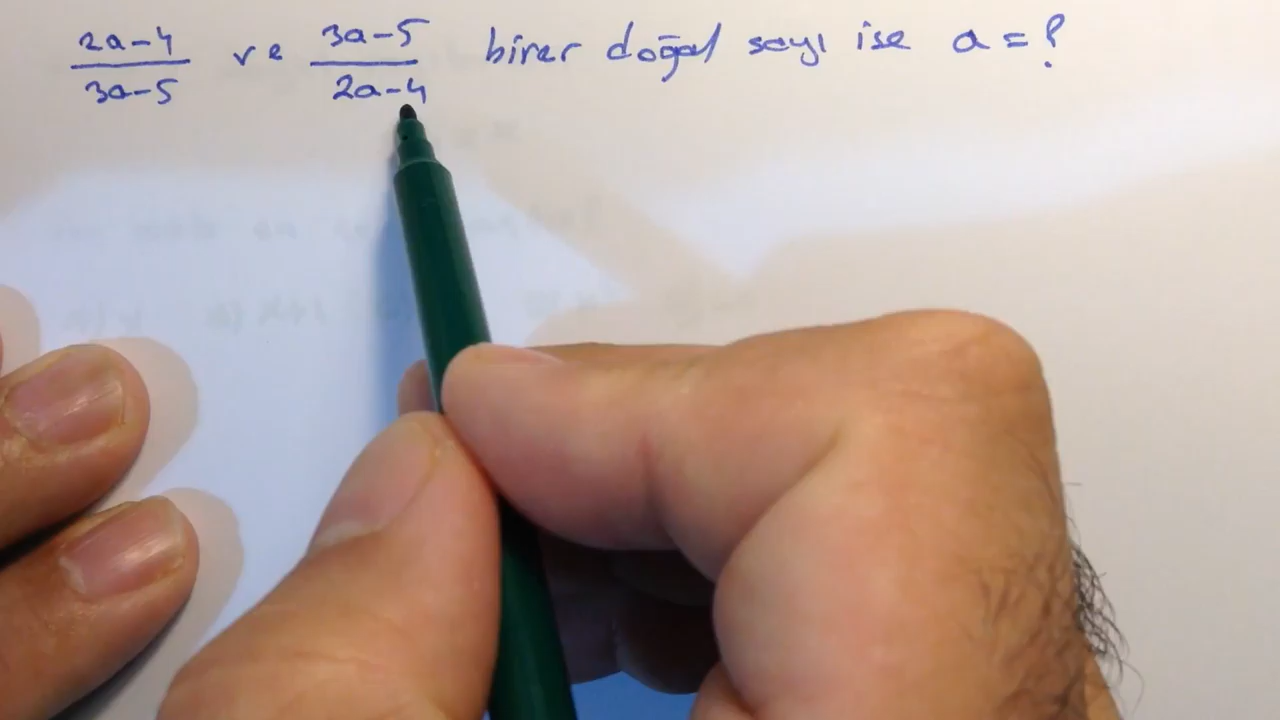 (2a-4)/(3a-5) ve (3a-5)/(2a-4) birer doğal sayı ise a = ?